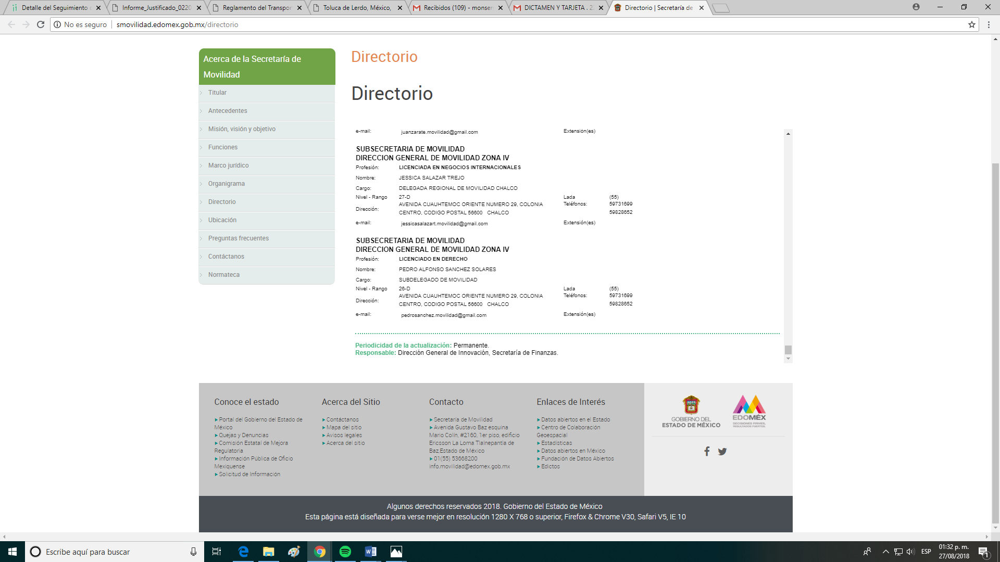 Detalle del Seguimiento
Informe_Justificado_0220
Reglamento del Transpor
Toluca de Lerdo, México,
Recibidos (109) - monser
DICTAMEN Y TARJETA . 2
Directorio | Secretaría de
No es seguro
smovilidad.edomex.gob.mx/directorio
Acerca de la Secretaría de
Movilidad
Titular
Antecedentes
Misión, visión y objetivo
Funciones
Marco jurídico
Organigrama
Directorio
Ubicación
Preguntas frecuentes
Contáctanos
Normateca
Directorio
Directorio
e-mail: juanzarate.movilidad@gmail.com Extensión(es)
SUBSECRETARIA DE MOVILIDAD
DIRECCION GENERAL DE MOVILIDAD ZONA IV
Profesión: LICENCIADA EN NEGOCIOS INTERNACIONALES
Nombre: JESSICA SALAZAR TREJO
Cargo: DELEGADA REGIONAL DE MOVILIDAD CHALCO
Nivel - Rango 27-D Lada (55)
Dirección: AVENIDA CUAUHTEMOC ORIENTE NUMERO 29, COLONIA Teléfonos: 59731699
CENTRO, CODIGO POSTAL 56600 CHALCO 59828652
e-mail: jessicasalazart.movilidad@gmail.com Extensión(es)
SUBSECRETARIA DE MOVILIDAD
DIRECCION GENERAL DE MOVILIDAD ZONA IV
Profesión: LICENCIADO EN DERECHO
Nombre: PEDRO ALFONSO SANCHEZ SOLARES
Cargo: SUBDELEGADO DE MOVILIDAD
Nivel - Rango 26-D Lada (55)
Dirección: AVENIDA CUAUHTEMOC ORIENTE NUMERO 29, COLONIA Teléfonos: 59731699
CENTRO, CODIGO POSTAL 56600 CHALCO 59828652
e-mail: pedrosanchez.movilidad@gmail.com Extensión(es)
Periodicidad de la actualización: Permanente.
Responsable: Dirección General de Innovación, Secretaría de Finanzas.
Conoce el estado
Portal del Gobierno del Estado de
México
Quejas y Denuncias
Comisión Estatal de Mejora
Regulatoria
Información Pública de Oficio
Mexiquense
Solicitud de Información
Acerca del Sitio
Contáctanos
Mapa del sitio
Avisos legales
Acerca del sitio
Contacto
Secretaría de Movilidad
Avenida Gustavo Baz esquina
Mario Colín, #2160, 1er piso, edificio
Ericsson La Loma Tlalnepantla de
Baz,Estado de México
01(55) 53668200
info.movilidad@edomex.gob.mx
Enlaces de Interés
Datos abiertos en el Estado
Centro de Colaboración
Geoespacial
Estadísticas
Datos abiertos en México
Fundación de Datos Abiertos
Edictos
GOBIERNO DEL
ESTADO DE MÉXICO
EDOMÉX
DECISIONES FIRMES,
RESULTADOS FUERTES.
Algunos derechos reservados 2018. Gobierno del Estado de México
Esta página está diseñada para verse mejor en resolución 1280 X 768 o superior, Firefox & Chrome V30, Safari V5, IE 10
Escribe aquí para buscar
ESP
01:32 p. m.
27/08/2018
1